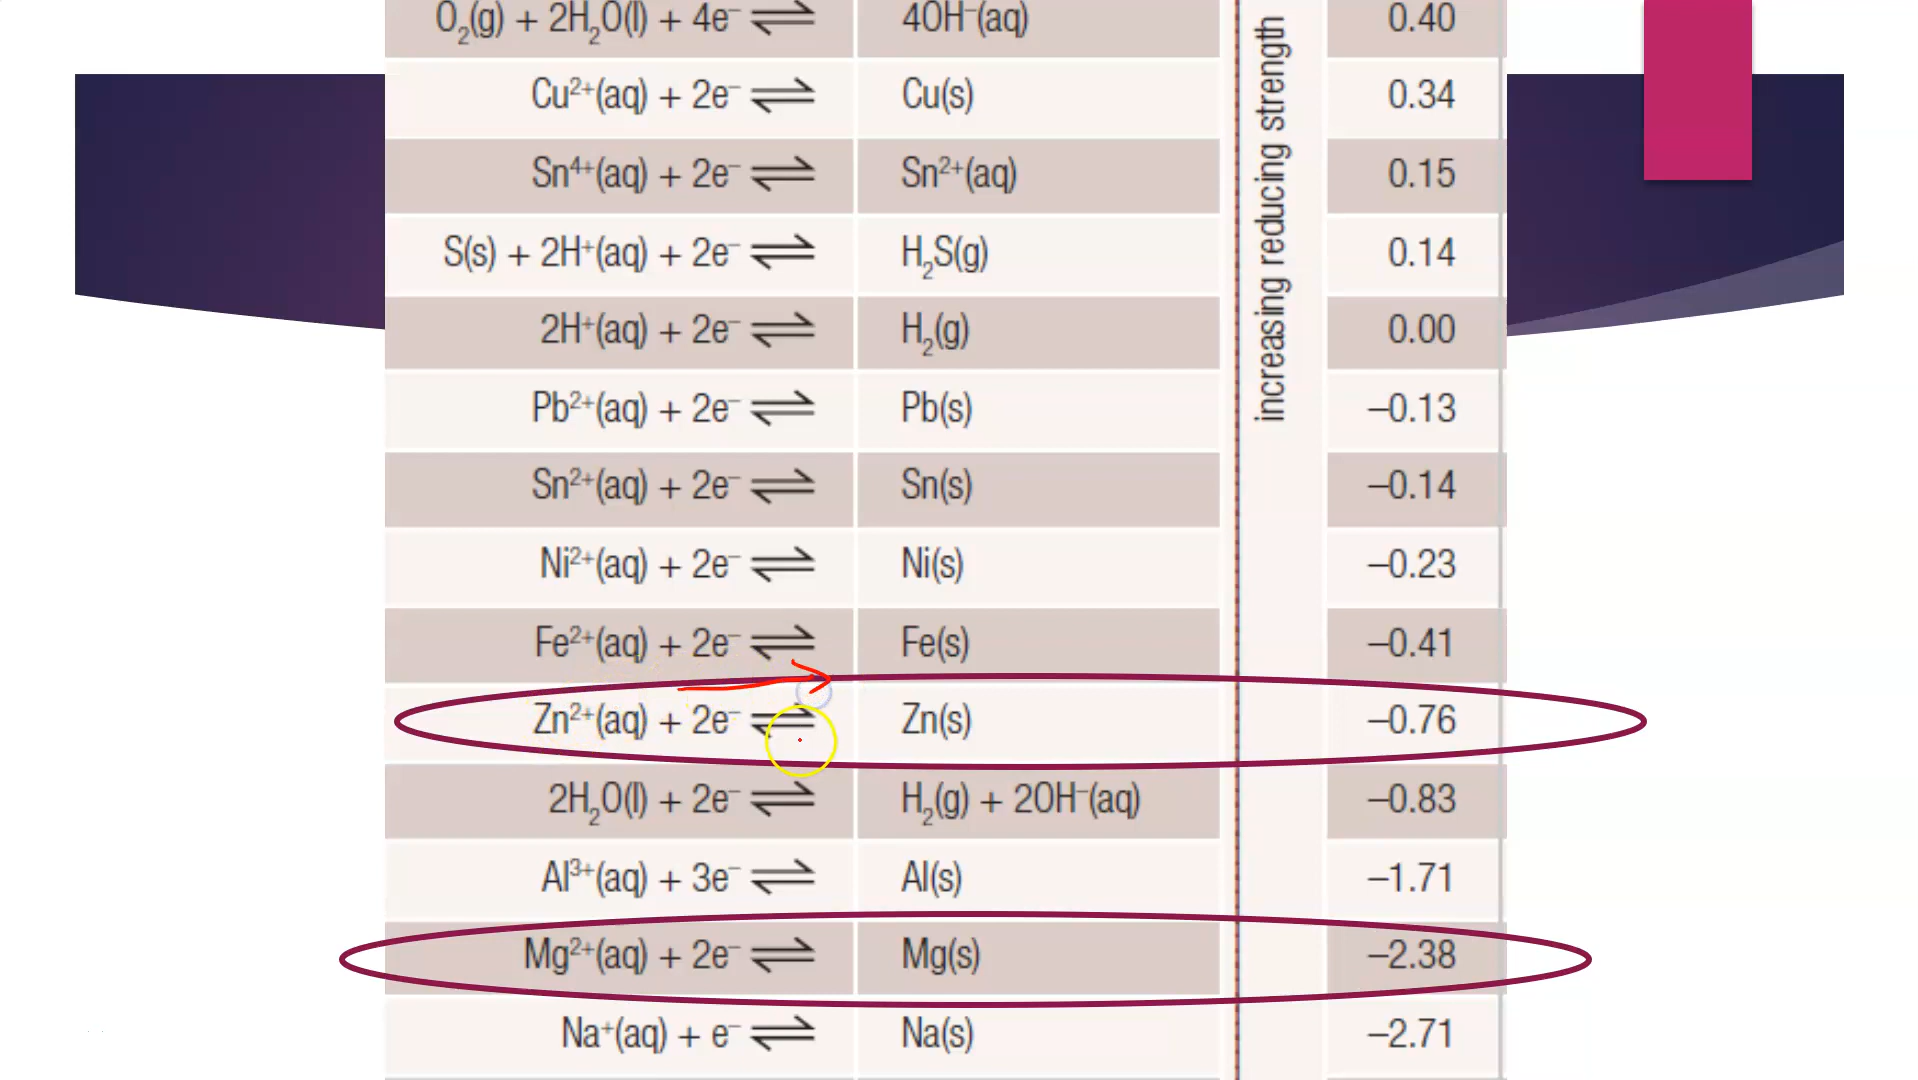 O₂(g) + 2H₂O(l) + 4e⁻ ⇌ 4OH⁻(aq) 0.40
Cu²⁺(aq) + 2e⁻ ⇌ Cu(s) 0.34
Sn⁴⁺(aq) + 2e⁻ ⇌ Sn²⁺(aq) 0.15
S(s) + 2H⁺(aq) + 2e⁻ ⇌ H₂S(g) 0.14
2H⁺(aq) + 2e⁻ ⇌ H₂(g) 0.00
Pb²⁺(aq) + 2e⁻ ⇌ Pb(s) –0.13
Sn²⁺(aq) + 2e⁻ ⇌ Sn(s) –0.14
Ni²⁺(aq) + 2e⁻ ⇌ Ni(s) –0.23
Fe²⁺(aq) + 2e⁻ ⇌ Fe(s) –0.41
Zn²⁺(aq) + 2e⁻ ⇌ Zn(s) –0.76
2H₂O(l) + 2e⁻ ⇌ H₂(g) + 2OH⁻(aq) –0.83
Al³⁺(aq) + 3e⁻ ⇌ Al(s) –1.71
Mg²⁺(aq) + 2e⁻ ⇌ Mg(s) –2.38
Na⁺(aq) + e⁻ ⇌ Na(s) –2.71
increasing reducing strength